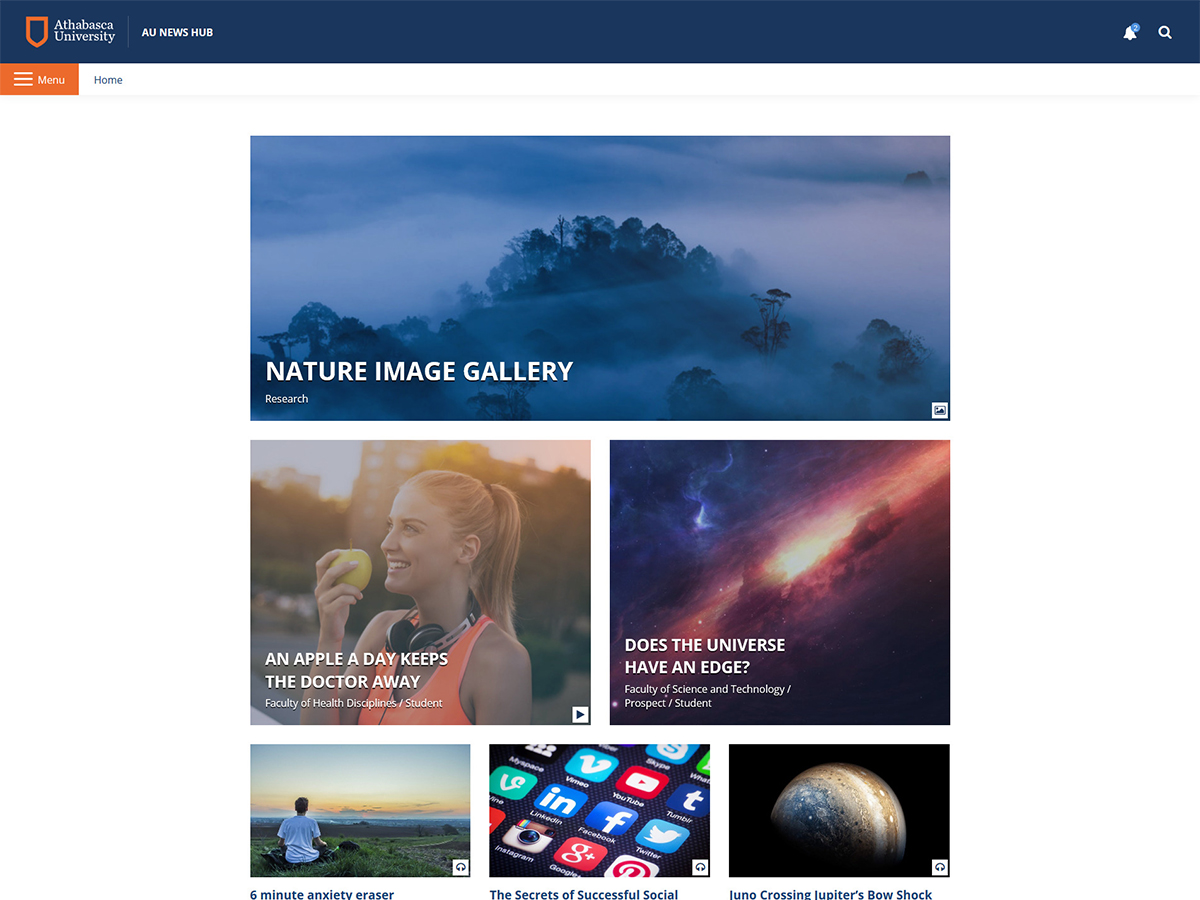 Athabasca
University
AU NEWS HUB
2
Menu
Home
NATURE IMAGE GALLERY
Research
AN APPLE A DAY KEEPS
THE DOCTOR AWAY
Faculty of Health Disciplines / Student
DOES THE UNIVERSE
HAVE AN EDGE?
Faculty of Science and Technology /
Prospect / Student
Myspace
Viber
Skype
Vimeo
YouTube
Tumblr
LinkedIn
Facebook
Twitter
Instagram
6 minute anxiety eraser
The Secrets of Successful Social
Juno Crossing Jupiter's Bow Shock